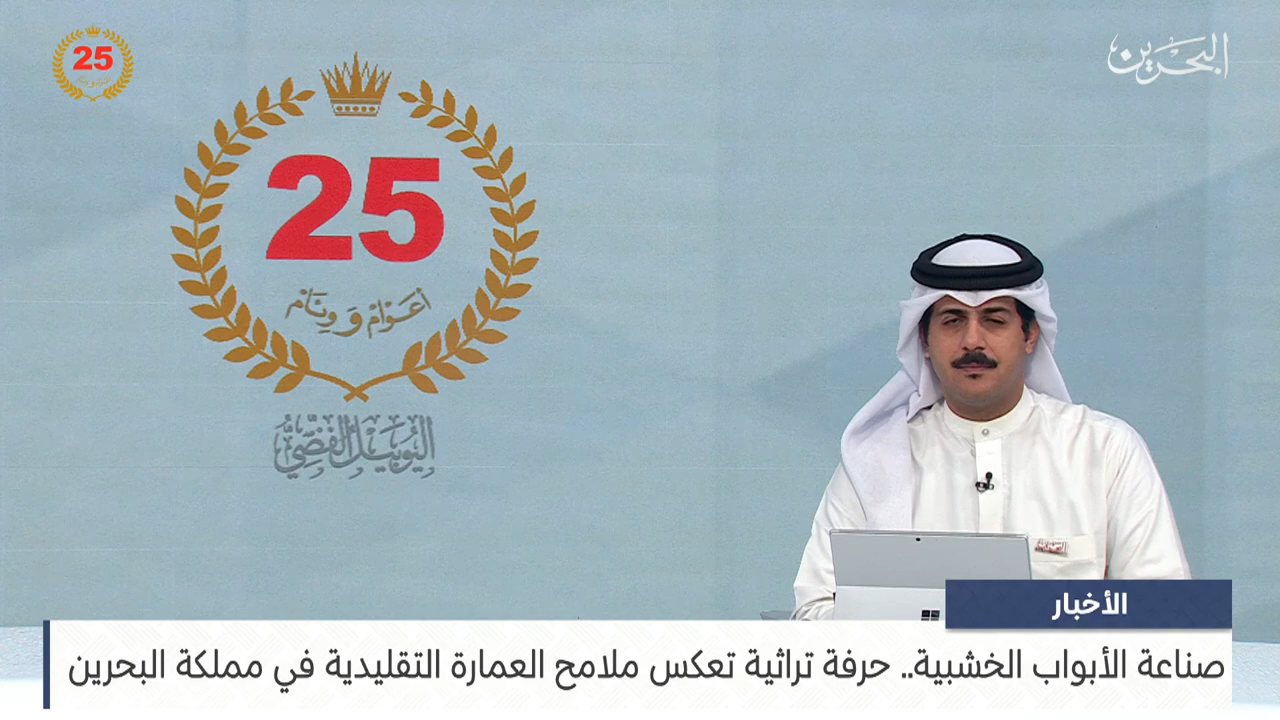 25
البحرين
25
أعوام و وئام
اليوبيل الفضي
الأخبار
صناعة الأبواب الخشبية.. حرفة تراثية تعكس ملامح العمارة التقليدية في مملكة البحرين